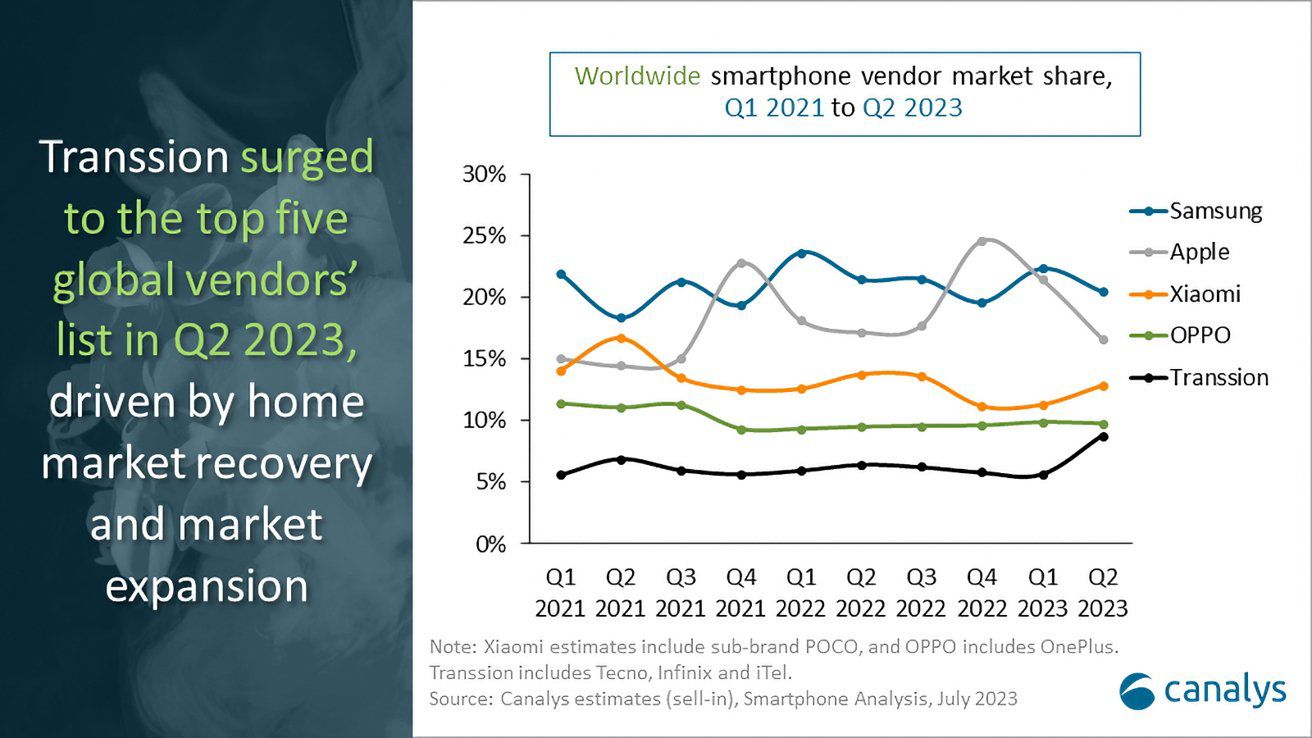 Transsion surged
to the top five
global vendors’
list in Q2 2023,
driven by home
market recovery
and market
expansion
Worldwide smartphone vendor market share,
Q1 2021 to Q2 2023
30%
25%
20%
15%
10%
5%
0%
Q1 Q2 Q3 Q4 Q1 Q2 Q3 Q4 Q1 Q2
2021 2021 2021 2021 2022 2022 2022 2022 2023 2023
Samsung
Apple
Xiaomi
OPPO
Transsion
Note: Xiaomi estimates include sub-brand POCO, and OPPO includes OnePlus.
Transsion includes Tecno, Infinix and iTel.
Source: Canalys estimates (sell-in), Smartphone Analysis, July 2023
canalys